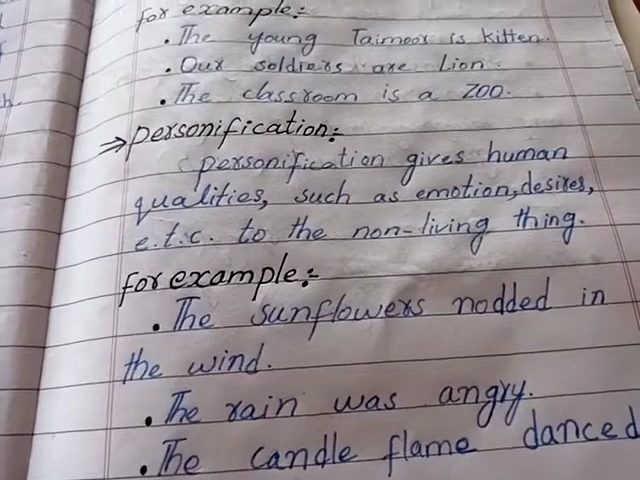 for example:-
. The young Taimoor is Kitten.
. Our soldiers are Lion.
. The classroom is a Zoo.
⇒ personification:-
personification gives human
qualities, such as emotion, desires,
e.t.c. to the non-living thing.
for example:-
. The sunflowers nodded in
the wind.
. The rain was angry.
. The candle flame danced